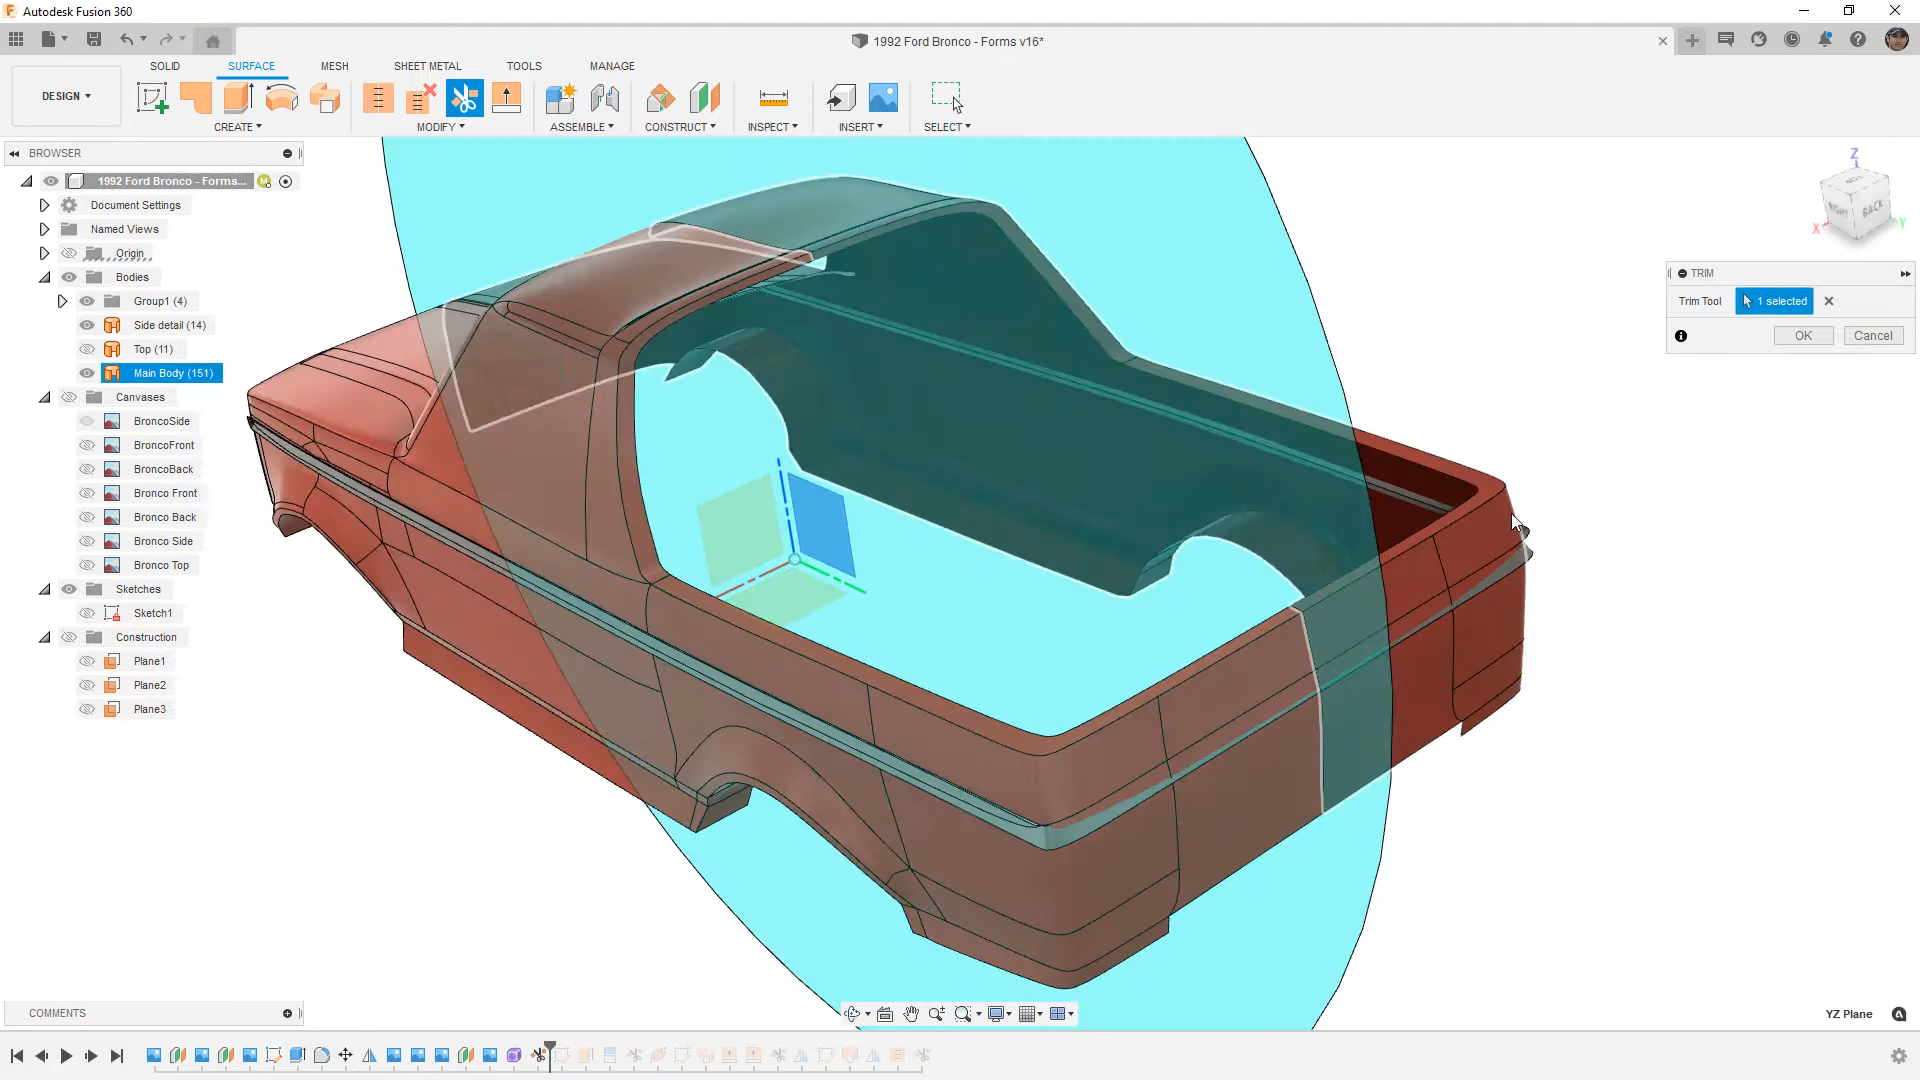 Autodesk Fusion 360
1992 Ford Bronco - Forms v16*
SOLID SURFACE MESH SHEET METAL TOOLS MANAGE
DESIGN
CREATE MODIFY ASSEMBLE CONSTRUCT INSPECT INSERT SELECT
BROWSER
1992 Ford Bronco - Forms...
M
Document Settings
Named Views
Origin
Bodies
Group1 (4)
Side detail (14)
Top (11)
Main Body (151)
Canvases
BroncoSide
BroncoFront
BroncoBack
Bronco Front
Bronco Back
Bronco Side
Bronco Top
Sketches
Sketch1
Construction
Plane1
Plane2
Plane3
Z
RIGHT BACK
X Y
TRIM
Trim Tool 1 selected
OK Cancel
COMMENTS
YZ Plane